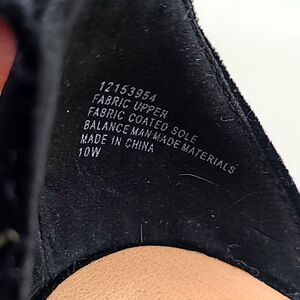 12153954
FABRIC UPPER
FABRIC COATED SOLE
BALANCE MAN MADE MATERIALS
MADE IN CHINA
10W